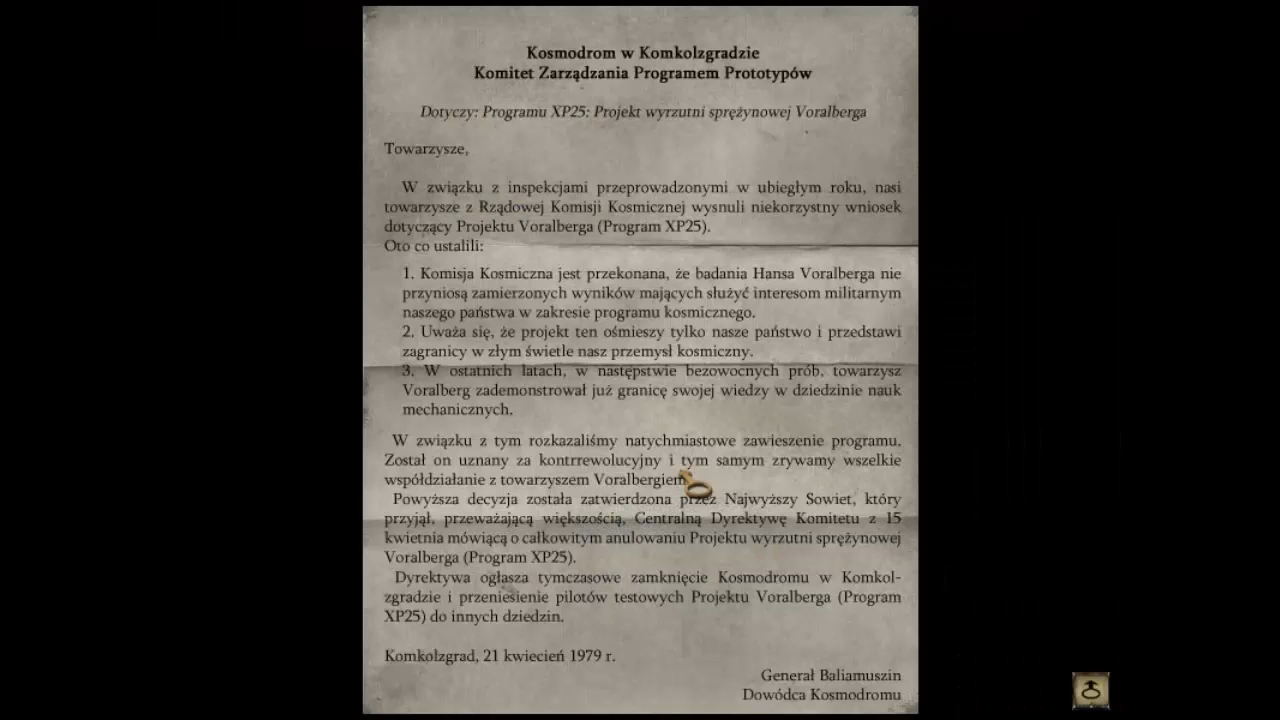 Kosmodrom w Komkolzgradzie
Komitet Zarządzania Programem Prototypów
Dotyczy: Programu XP25: Projekt wyrzutni sprężynowej Voralberga
Towarzysze,
W związku z inspekcjami przeprowadzonymi w ubiegłym roku, nasi
towarzysze z Rządowej Komisji Kosmicznej wysnuli niekorzystny wniosek
dotyczący Projektu Voralberga (Program XP25).
Oto co ustalili:
1. Komisja Kosmiczna jest przekonana, że badania Hansa Voralberga nie
przyniosą zamierzonych wyników mających służyć interesom militarnym
naszego państwa w zakresie programu kosmicznego.
2. Uważa się, że projekt ten ośmieszy tylko nasze państwo i przedstawi
zagranicy w złym świetle nasz przemysł kosmiczny.
3. W ostatnich latach, w następstwie bezowocnych prób, towarzysz
Voralberg zademonstrował już granicę swojej wiedzy w dziedzinie nauk
mechanicznych.
W związku z tym rozkazaliśmy natychmiastowe zawieszenie programu.
Został on uznany za kontrrewolucyjny i tym samym zrywamy wszelkie
współdziałanie z towarzyszem Voralbergiem
Powyższa decyzja została zatwierdzona przez Najwyższy Sowiet, który
przyjął, przeważającą większością, Centralną Dyrektywę Komitetu z 15
kwietnia mówiącą o całkowitym anulowaniu Projektu wyrzutni sprężynowej
Voralberga (Program XP25).
Dyrektywa ogłasza tymczasowe zamknięcie Kosmodromu w Komkol-
zgradzie i przeniesienie pilotów testowych Projektu Voralberga (Program
XP25) do innych dziedzin.
Komkolzgrad, 21 kwiecień 1979 r.
Generał Baliamuszin
Dowódca Kosmodromu